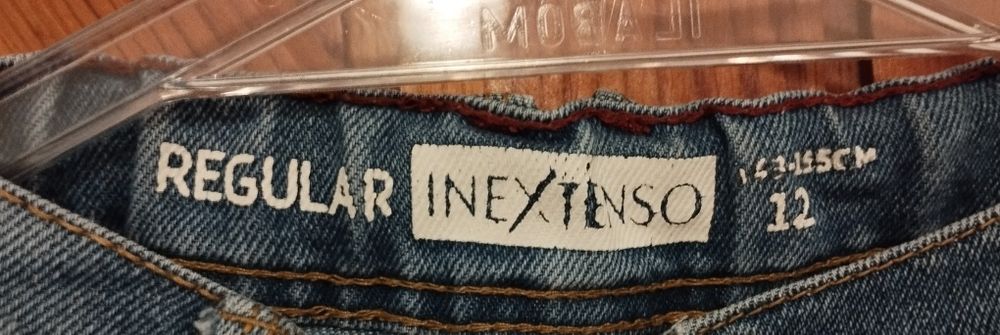 REGULAR
INEXTENSO
143-155CM
12